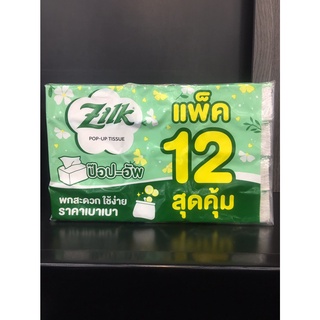 Zilk
POP-UP TISSUE
ป๊อป-อัพ
พกสะดวก ใช้ง่าย
ราคาเบาเบา
แพ็ค
12
สุดคุ้ม